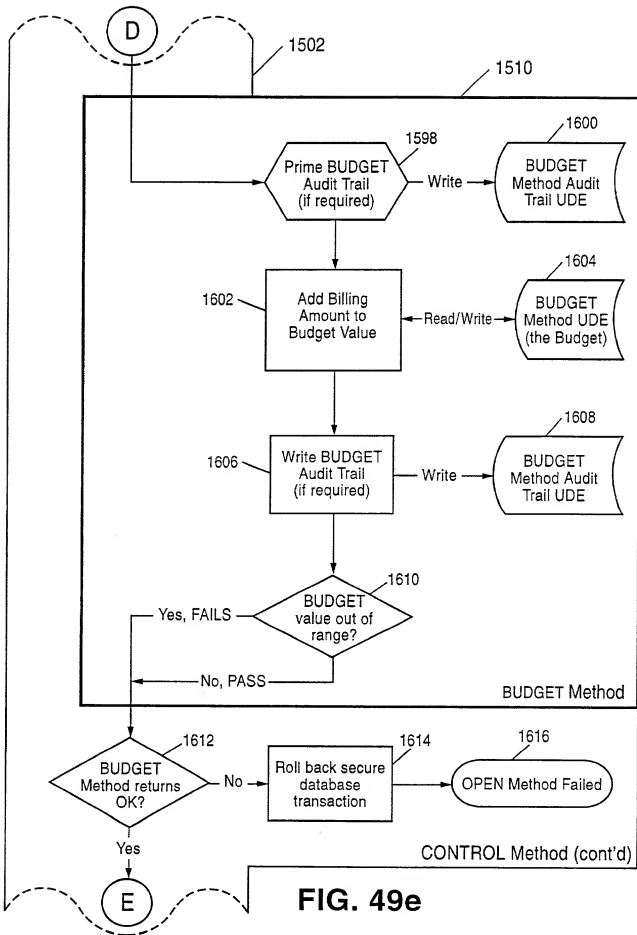 D
1502
1510
1598
Prime BUDGET
Audit Trail
(if required)
Write
1600
BUDGET
Method Audit
Trail UDE
1602
Add Billing
Amount to
Budget Value
Read/Write
1604
BUDGET
Method UDE
(the Budget)
1606
Write BUDGET
Audit Trail
(if required)
Write
1608
BUDGET
Method Audit
Trail UDE
1610
BUDGET
value out of
range?
Yes, FAILS
No, PASS
BUDGET Method
1612
BUDGET
Method returns
OK?
No
1614
Roll back secure
database
transaction
1616
OPEN Method Failed
Yes
CONTROL Method (cont'd)
E
FIG. 49e